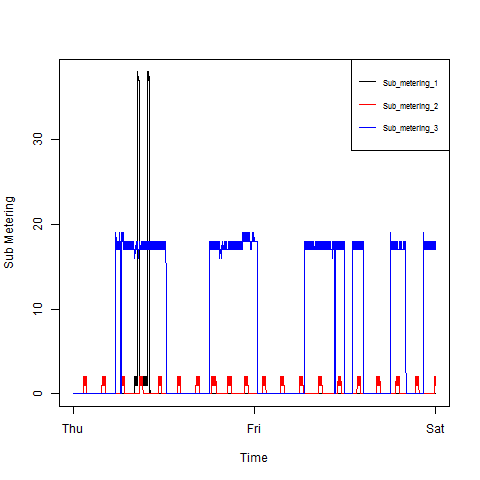 Sub_metering_1
Sub_metering_2
Sub_metering_3
30
20
10
0
Sub Metering
Thu Fri Sat
Time